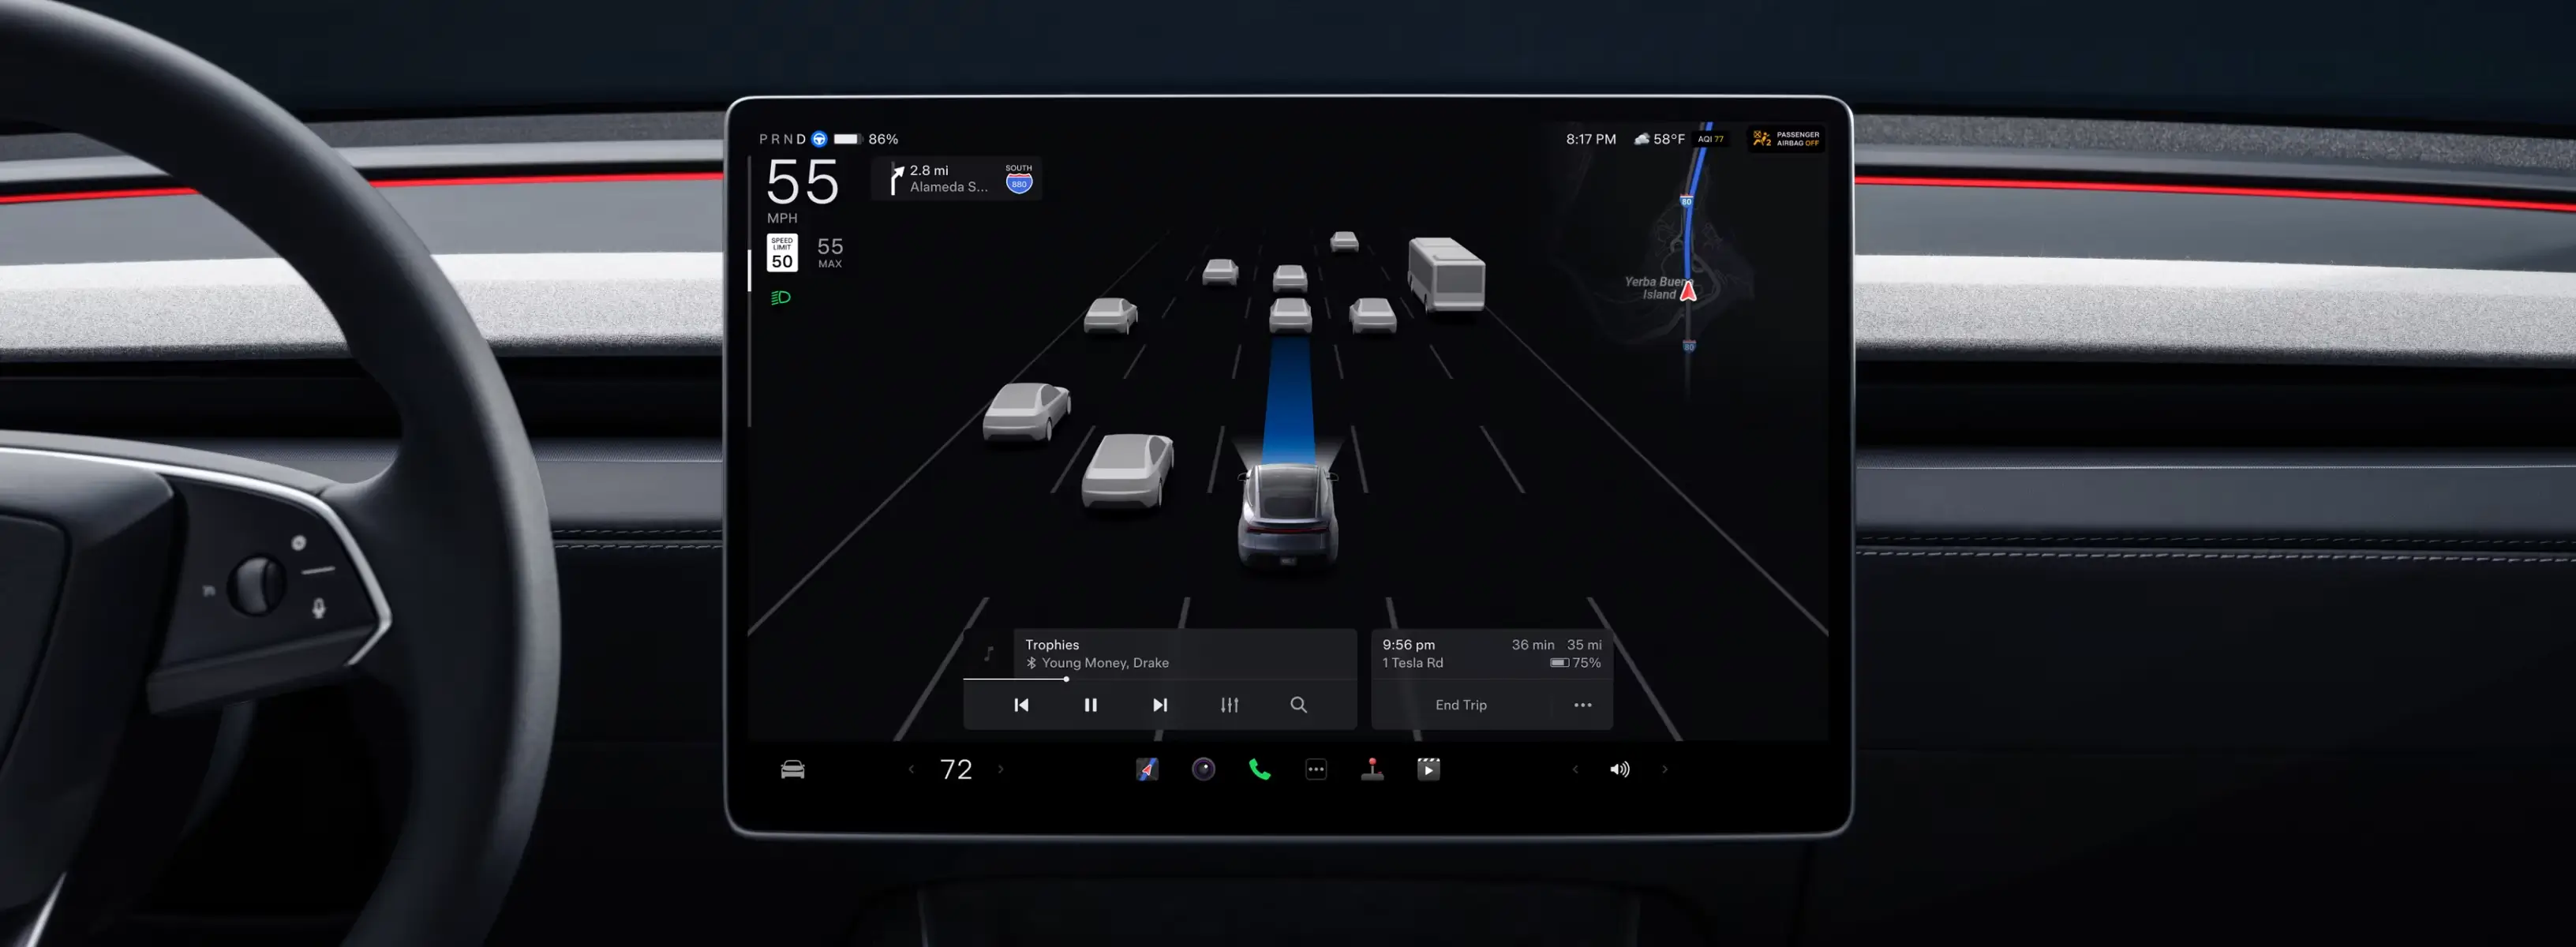 P R N D 86%
55
MPH
SPEED
LIMIT
50
55
MAX
2.8 mi
Alameda S...
SOUTH
880
8:17 PM 58°F AQI 77
PASSENGER
AIRBAG OFF
80
Yerba Buena
Island
80
Trophies
Young Money, Drake
9:56 pm 36 min 35 mi
1 Tesla Rd 75%
End Trip
72